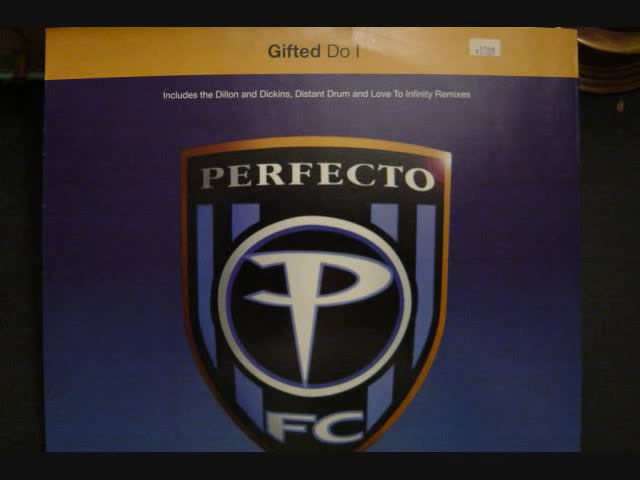 Gifted Do I
Includes the Dillon and Dickins, Distant Drum and Love To Infinity Remixes
PERFECTO
P
FC